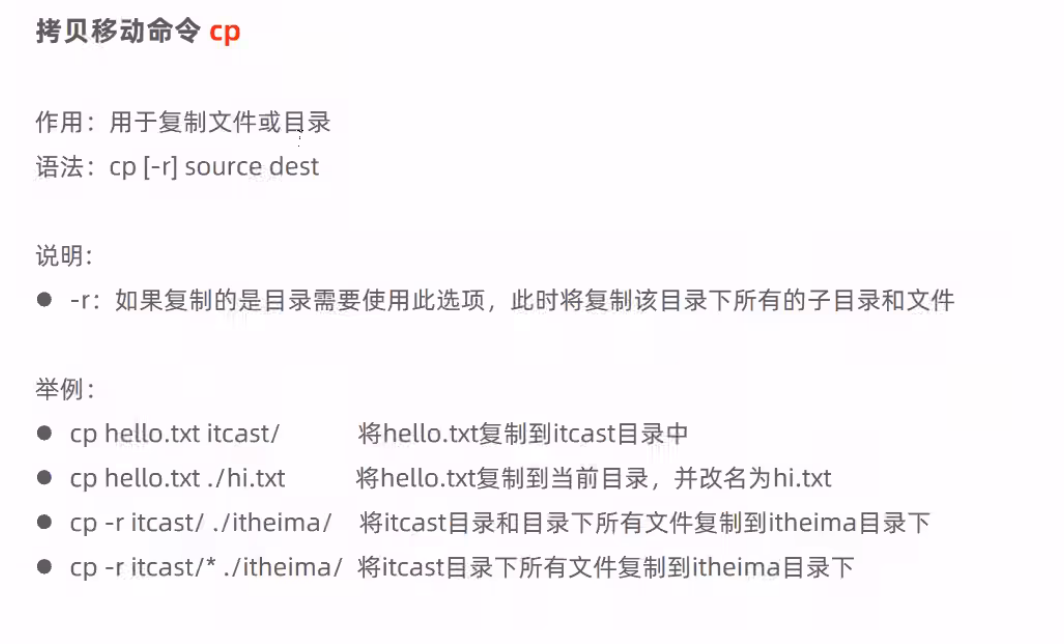 拷贝移动命令 cp
作用：用于复制文件或目录
语法：cp [-r] source dest
说明：
● -r：如果复制的是目录需要使用此选项，此时将复制该目录下所有的子目录和文件
举例：
● cp hello.txt itcast/ 将hello.txt复制到itcast目录中
● cp hello.txt ./hi.txt 将hello.txt复制到当前目录，并改名为hi.txt
● cp -r itcast/ ./itheima/ 将itcast目录和目录下所有文件复制到itheima目录下
● cp -r itcast/* ./itheima/ 将itcast目录下所有文件复制到itheima目录下